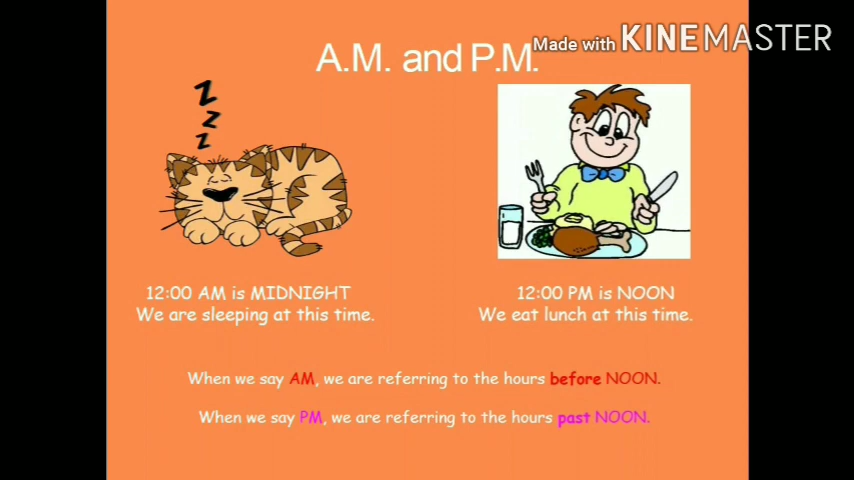 Made with KINEMASTER
A.M. and P.M.
Z
Z
Z
12:00 AM is MIDNIGHT
We are sleeping at this time.
12:00 PM is NOON
We eat lunch at this time.
When we say AM, we are referring to the hours before NOON.
When we say PM, we are referring to the hours past NOON.